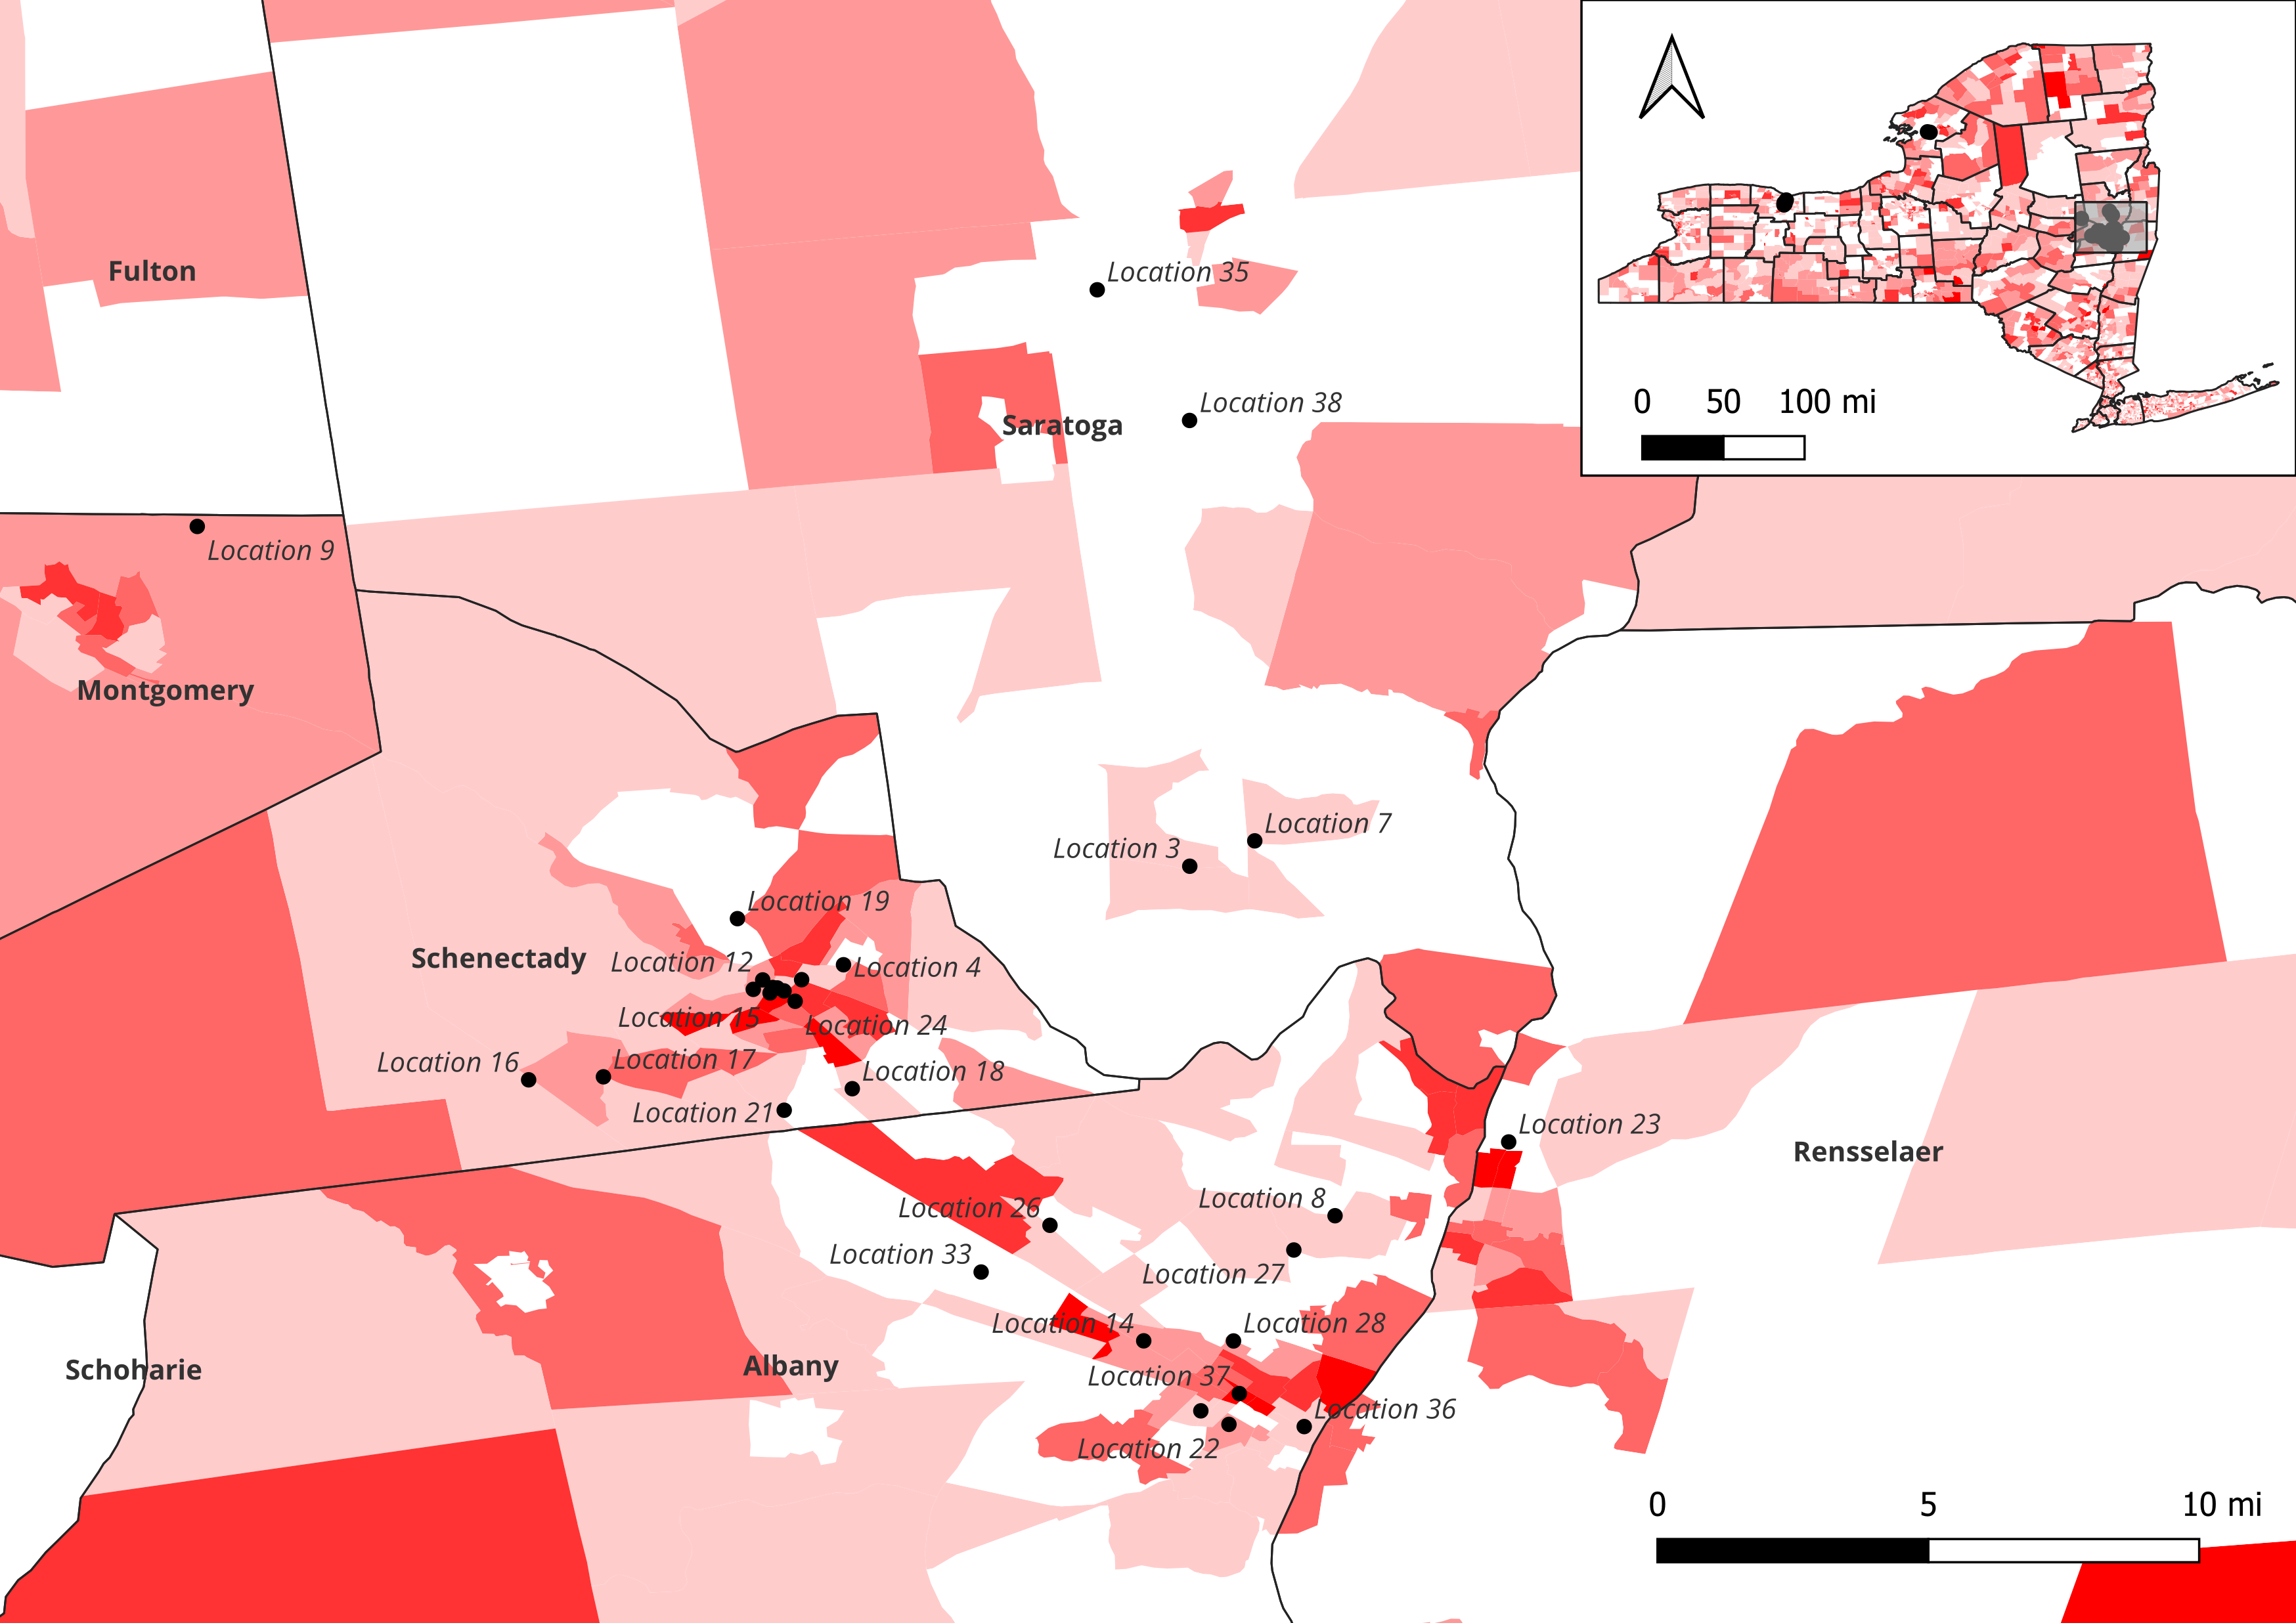 0 50 100 mi
Fulton
Location 35
Location 38
Saratoga
Location 9
Montgomery
Location 7
Location 3
Location 19
Schenectady
Location 12
Location 4
Location 15
Location 24
Location 16
Location 17
Location 18
Location 21
Location 23
Rensselaer
Location 8
Location 26
Location 33
Location 27
Location 14
Location 28
Schoharie
Albany
Location 37
Location 36
Location 22
0 5 10 mi